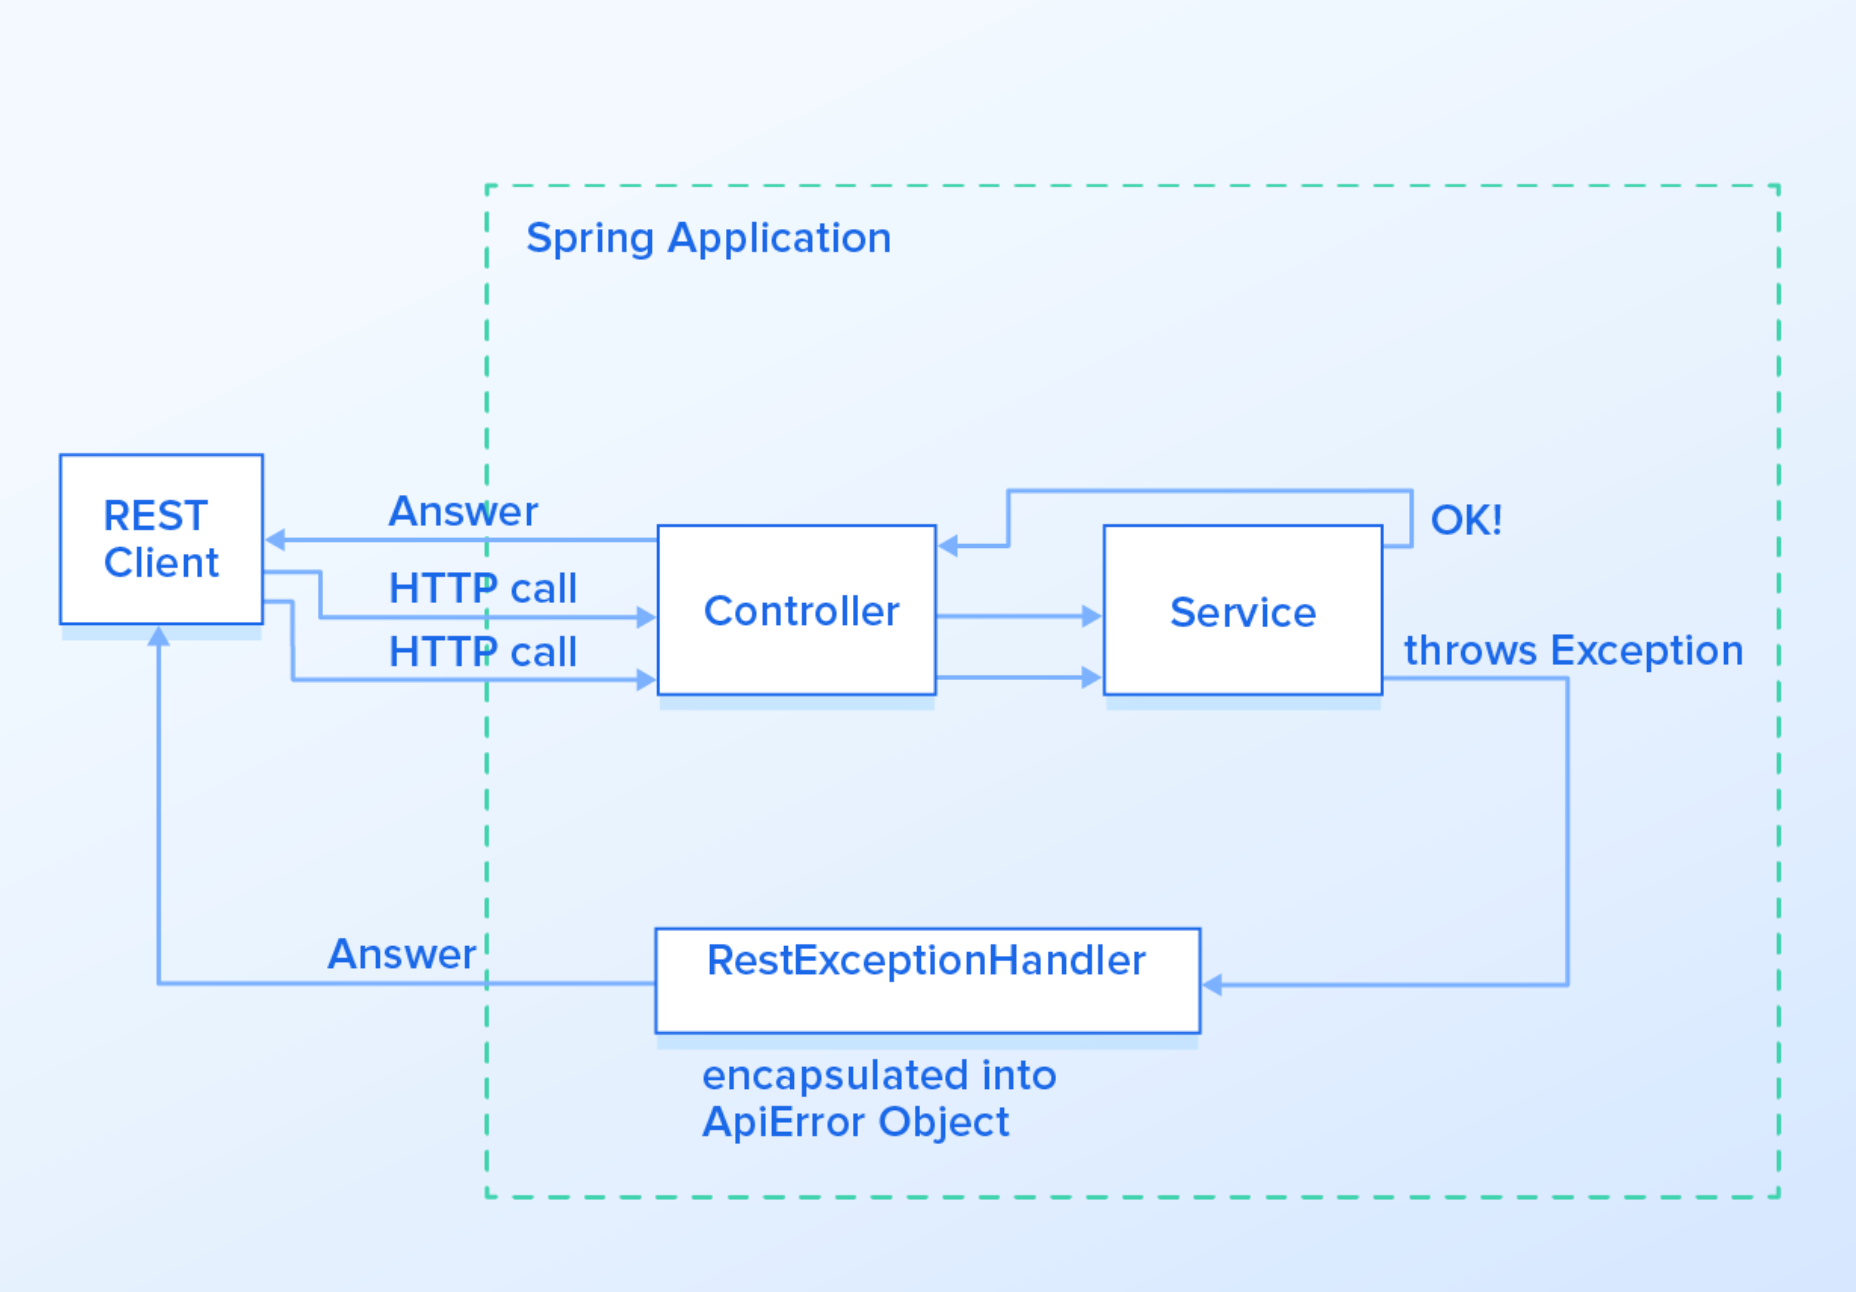 Spring Application
REST
Client
Answer
HTTP call
HTTP call
Controller
Service
OK!
throws Exception
Answer
RestExceptionHandler
encapsulated into
ApiError Object